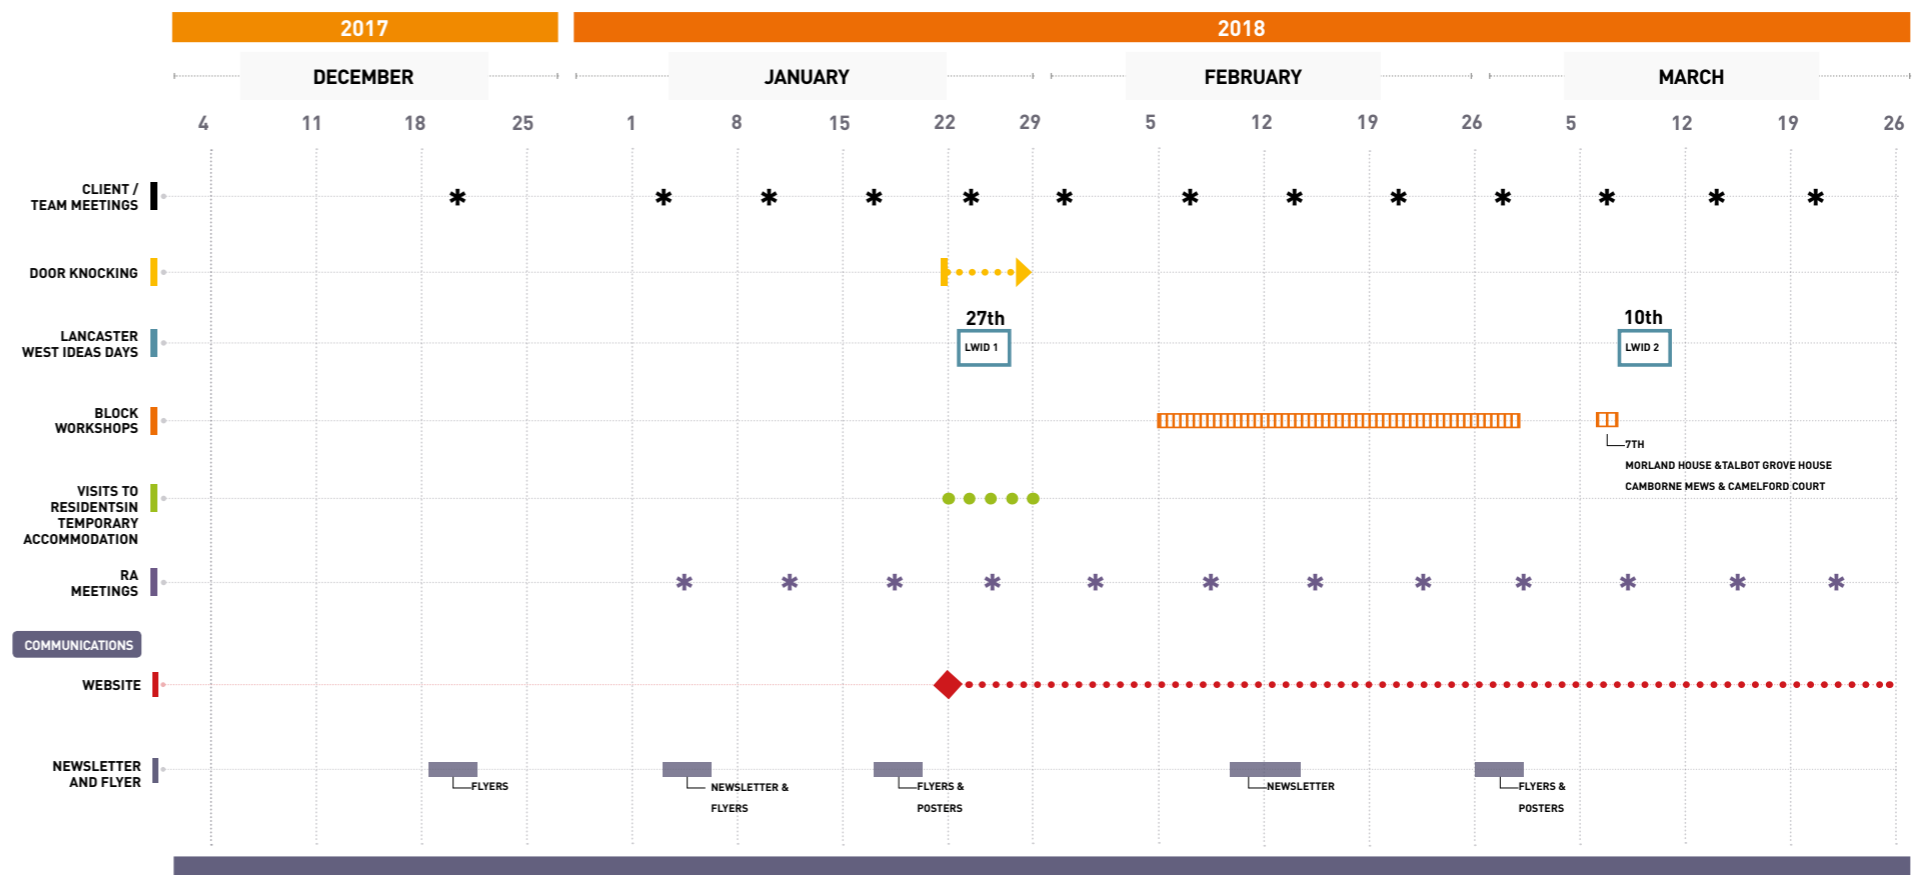 2017
2018
DECEMBER
JANUARY
FEBRUARY
MARCH
4 11 18 25 1 8 15 22 29 5 12 19 26 5 12 19 26
CLIENT /
TEAM MEETINGS
DOOR KNOCKING
LANCASTER
WEST IDEAS DAYS
27th
LWID 1
10th
LWID 2
BLOCK
WORKSHOPS
7TH
MORLAND HOUSE &TALBOT GROVE HOUSE
CAMBORNE MEWS & CAMELFORD COURT
VISITS TO
RESIDENTSIN
TEMPORARY
ACCOMMODATION
RA
MEETINGS
COMMUNICATIONS
WEBSITE
NEWSLETTER
AND FLYER
FLYERS
NEWSLETTER &
FLYERS
FLYERS &
POSTERS
NEWSLETTER
FLYERS &
POSTERS